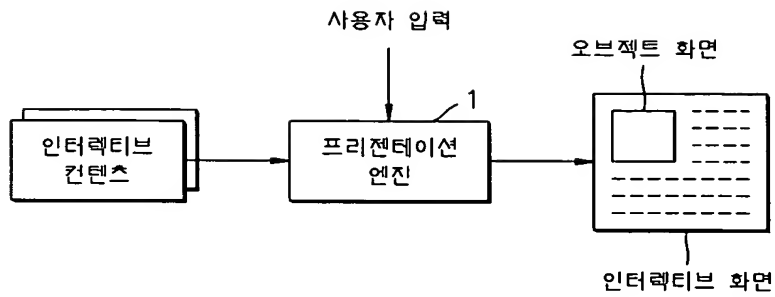 사용자 입력
오브젝트 화면
1
인터렉티브
컨텐츠
프리젠테이션
엔진
인터렉티브 화면